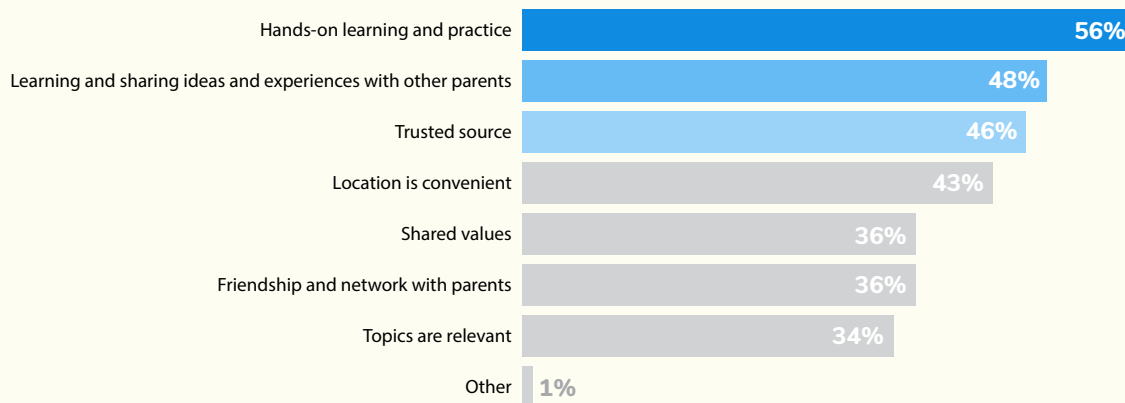 Hands-on learning and practice 56%
Learning and sharing ideas and experiences with other parents 48%
Trusted source 46%
Location is convenient 43%
Shared values 36%
Friendship and network with parents 36%
Topics are relevant 34%
Other 1%